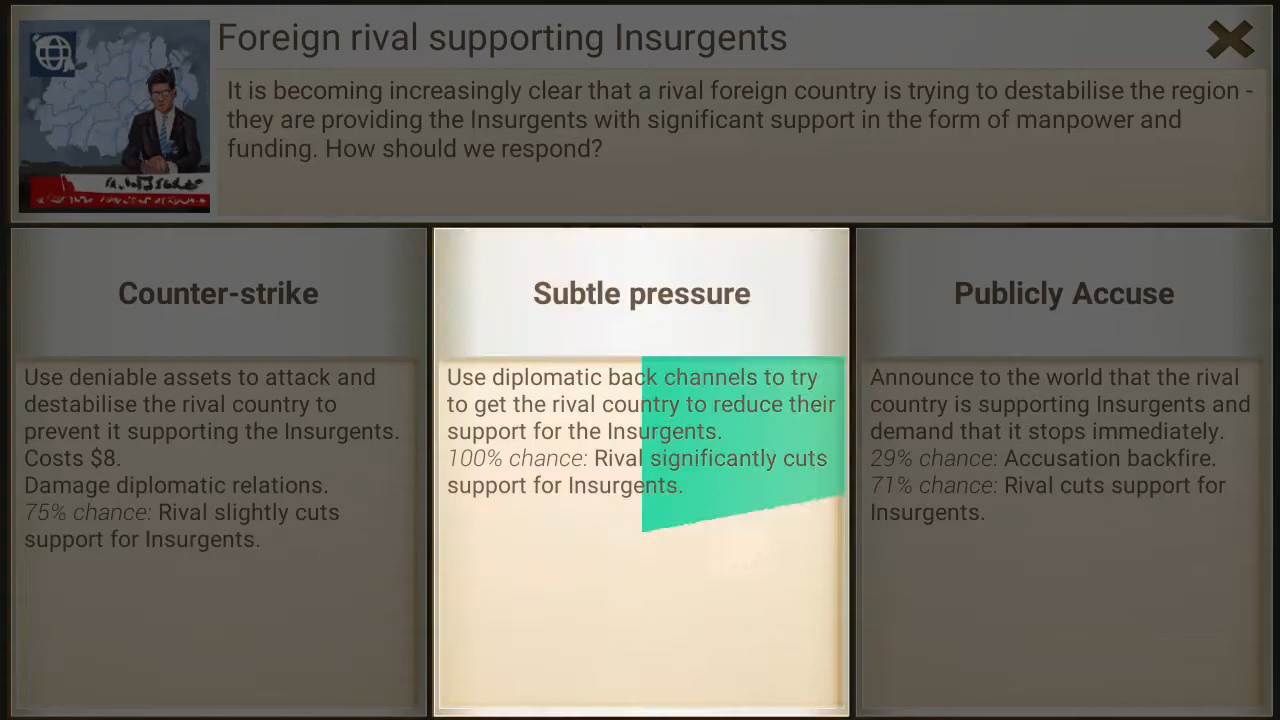 Foreign rival supporting Insurgents
It is becoming increasingly clear that a rival foreign country is trying to destabilise the region -
they are providing the Insurgents with significant support in the form of manpower and
funding. How should we respond?
Counter-strike
Use deniable assets to attack and
destabilise the rival country to
prevent it supporting the Insurgents.
Costs $8.
Damage diplomatic relations.
75% chance: Rival slightly cuts
support for Insurgents.
Subtle pressure
Use diplomatic back channels to try
to get the rival country to reduce their
support for the Insurgents.
100% chance: Rival significantly cuts
support for Insurgents.
Publicly Accuse
Announce to the world that the rival
country is supporting Insurgents and
demand that it stops immediately.
29% chance: Accusation backfire.
71% chance: Rival cuts support for
Insurgents.